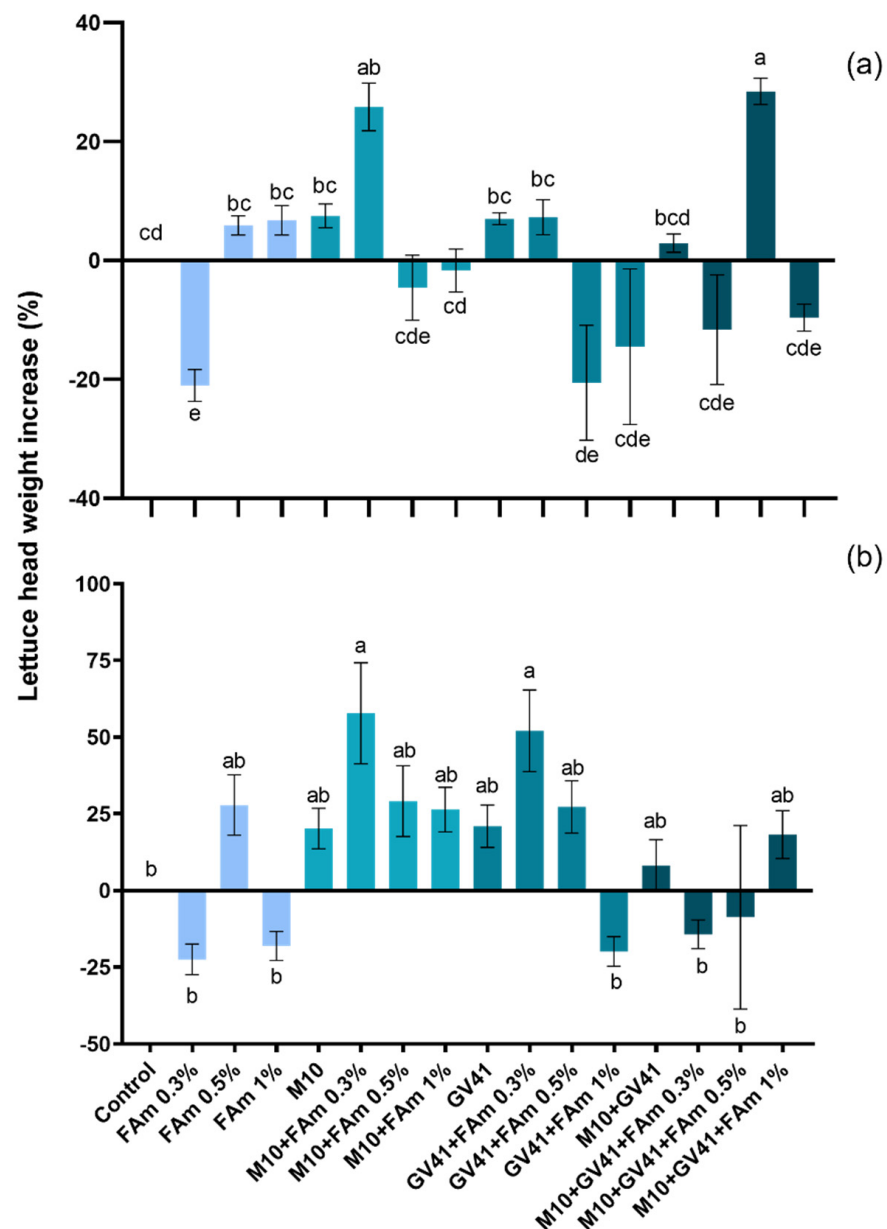 (a)
Lettuce head weight increase (%)
40
20
0
-20
-40
cd
e
bc
bc
bc
ab
cde
cd
bc
bc
de
cde
bcd
cde
a
cde
(b)
100
75
50
25
0
-25
-50
b
b
ab
b
ab
a
ab
ab
ab
a
ab
b
ab
b
b
ab
Control
FAm 0.3%
FAm 0.5%
FAm 1%
M10
M10+FAm 0.3%
M10+FAm 0.5%
M10+FAm 1%
GV41
GV41+FAm 0.3%
GV41+FAm 0.5%
GV41+FAm 1%
M10+GV41
M10+GV41+FAm 0.3%
M10+GV41+FAm 0.5%
M10+GV41+FAm 1%